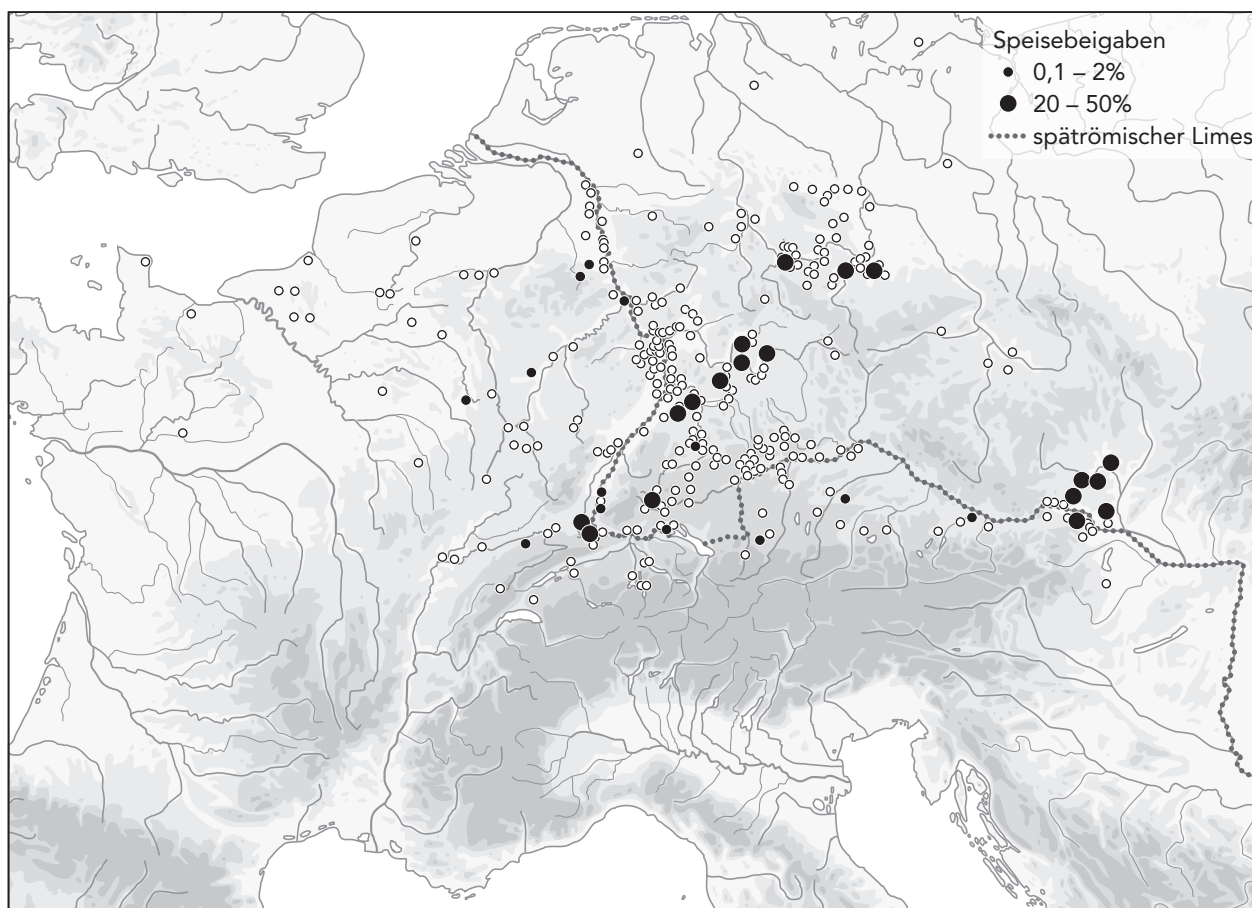 Speisebeigaben
0,1 – 2%
20 – 50%
spätrömischer Limes